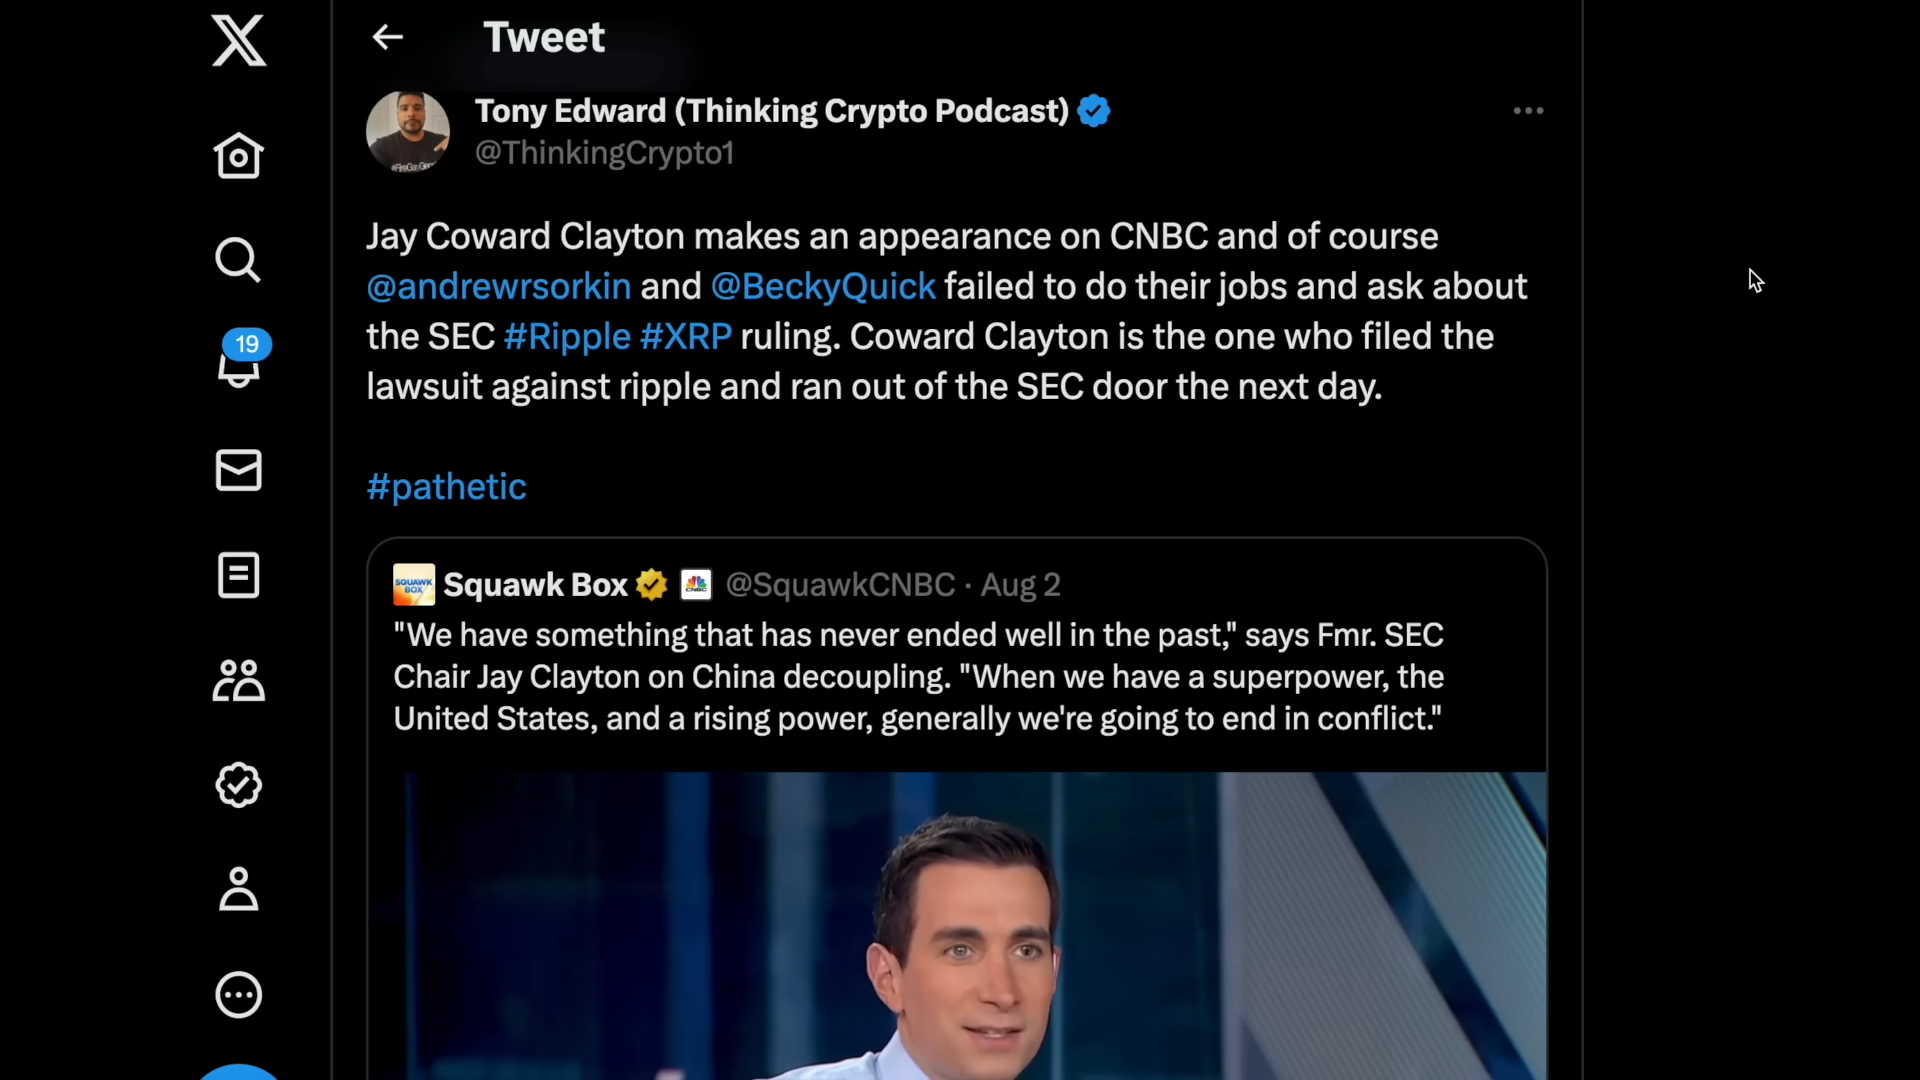 Tweet
Tony Edward (Thinking Crypto Podcast)
@ThinkingCrypto1
Jay Coward Clayton makes an appearance on CNBC and of course
@andrewrsorkin and @BeckyQuick failed to do their jobs and ask about
the SEC #Ripple #XRP ruling. Coward Clayton is the one who filed the
lawsuit against ripple and ran out of the SEC door the next day.
#pathetic
19
SQUAWK
BOX
Squawk Box CNBC @SquawkCNBC · Aug 2
"We have something that has never ended well in the past," says Fmr. SEC
Chair Jay Clayton on China decoupling. "When we have a superpower, the
United States, and a rising power, generally we're going to end in conflict."